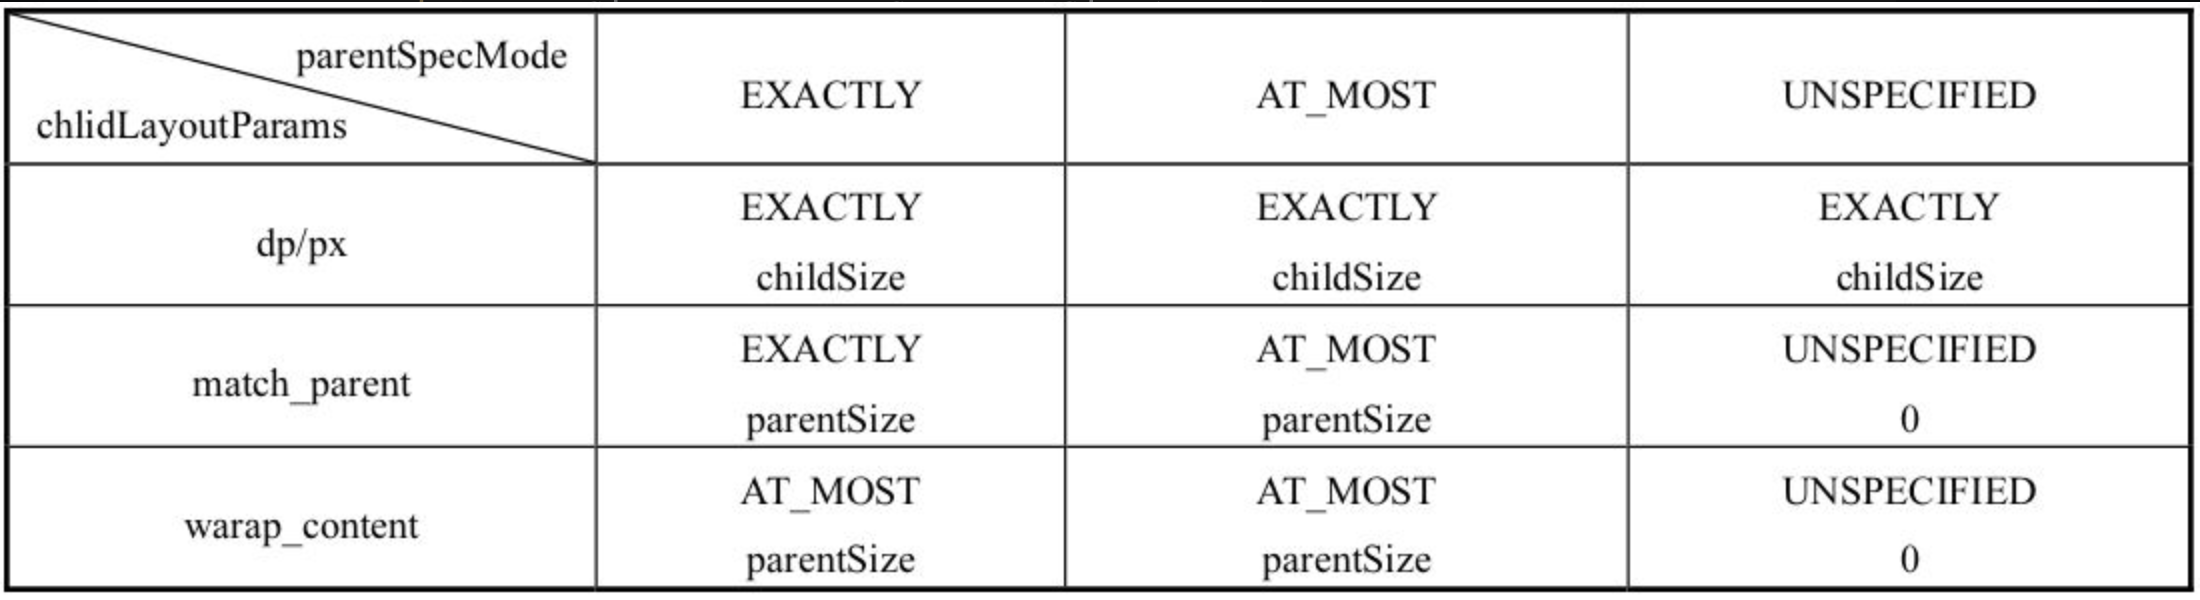 parentSpecMode
chlidLayoutParams
EXACTLY
AT_MOST
UNSPECIFIED
dp/px
EXACTLY
childSize
EXACTLY
childSize
EXACTLY
childSize
match_parent
EXACTLY
parentSize
AT_MOST
parentSize
UNSPECIFIED
0
warap_content
AT_MOST
parentSize
AT_MOST
parentSize
UNSPECIFIED
0